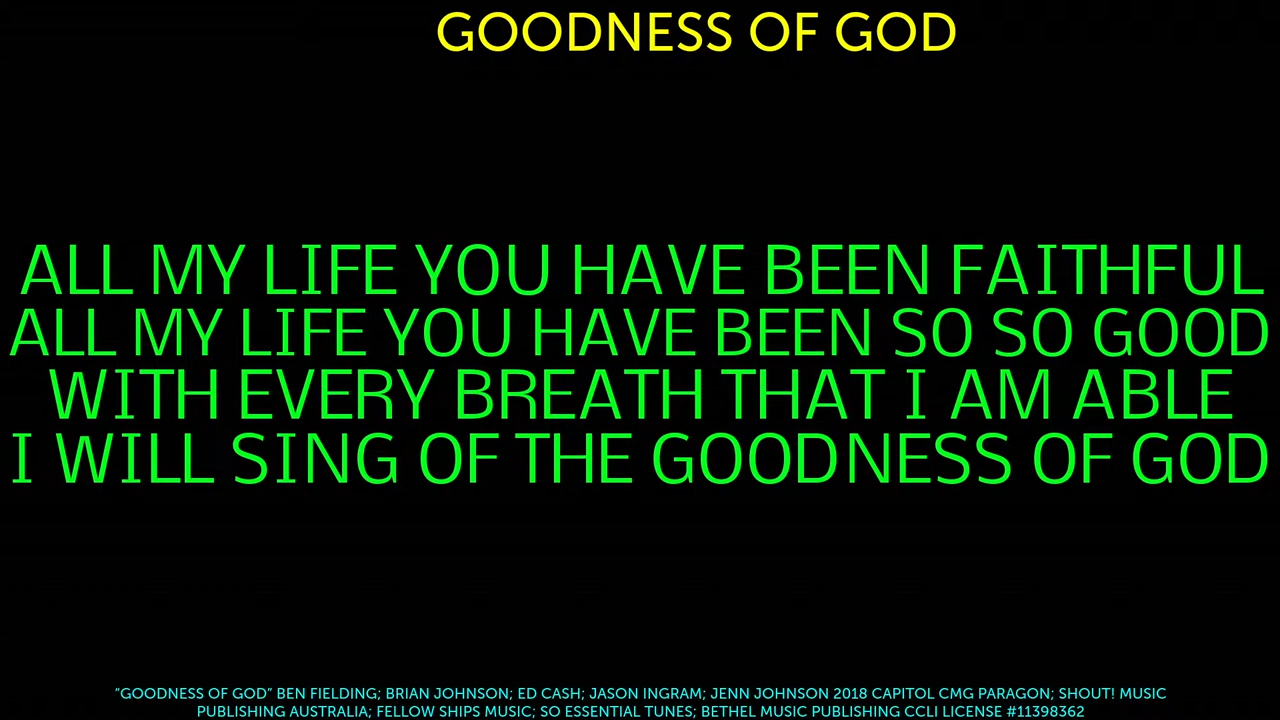 GOODNESS OF GOD
ALL MY LIFE YOU HAVE BEEN FAITHFUL
ALL MY LIFE YOU HAVE BEEN SO SO GOOD
WITH EVERY BREATH THAT I AM ABLE
I WILL SING OF THE GOODNESS OF GOD
“GOODNESS OF GOD” BEN FIELDING; BRIAN JOHNSON; ED CASH; JASON INGRAM; JENN JOHNSON 2018 CAPITOL CMG PARAGON; SHOUT! MUSIC
PUBLISHING AUSTRALIA; FELLOW SHIPS MUSIC; SO ESSENTIAL TUNES; BETHEL MUSIC PUBLISHING CCLI LICENSE #11398362